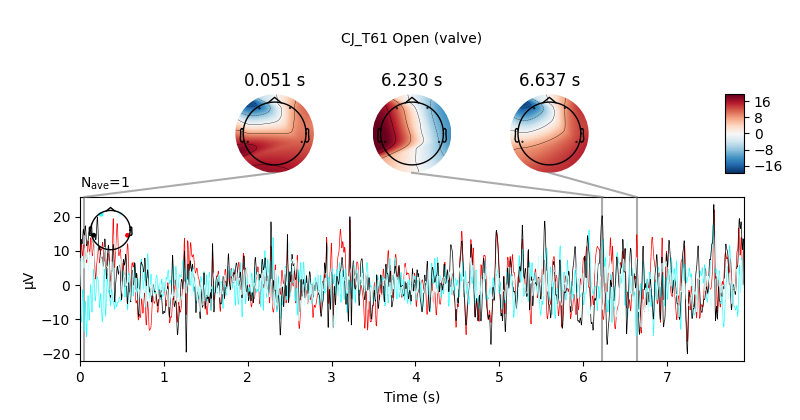 CJ_T61 Open (valve)
0.051 s
6.230 s
6.637 s
16
8
0
−8
−16
Nave=1
20
10
0
−10
−20
µV
0 1 2 3 4 5 6 7
Time (s)